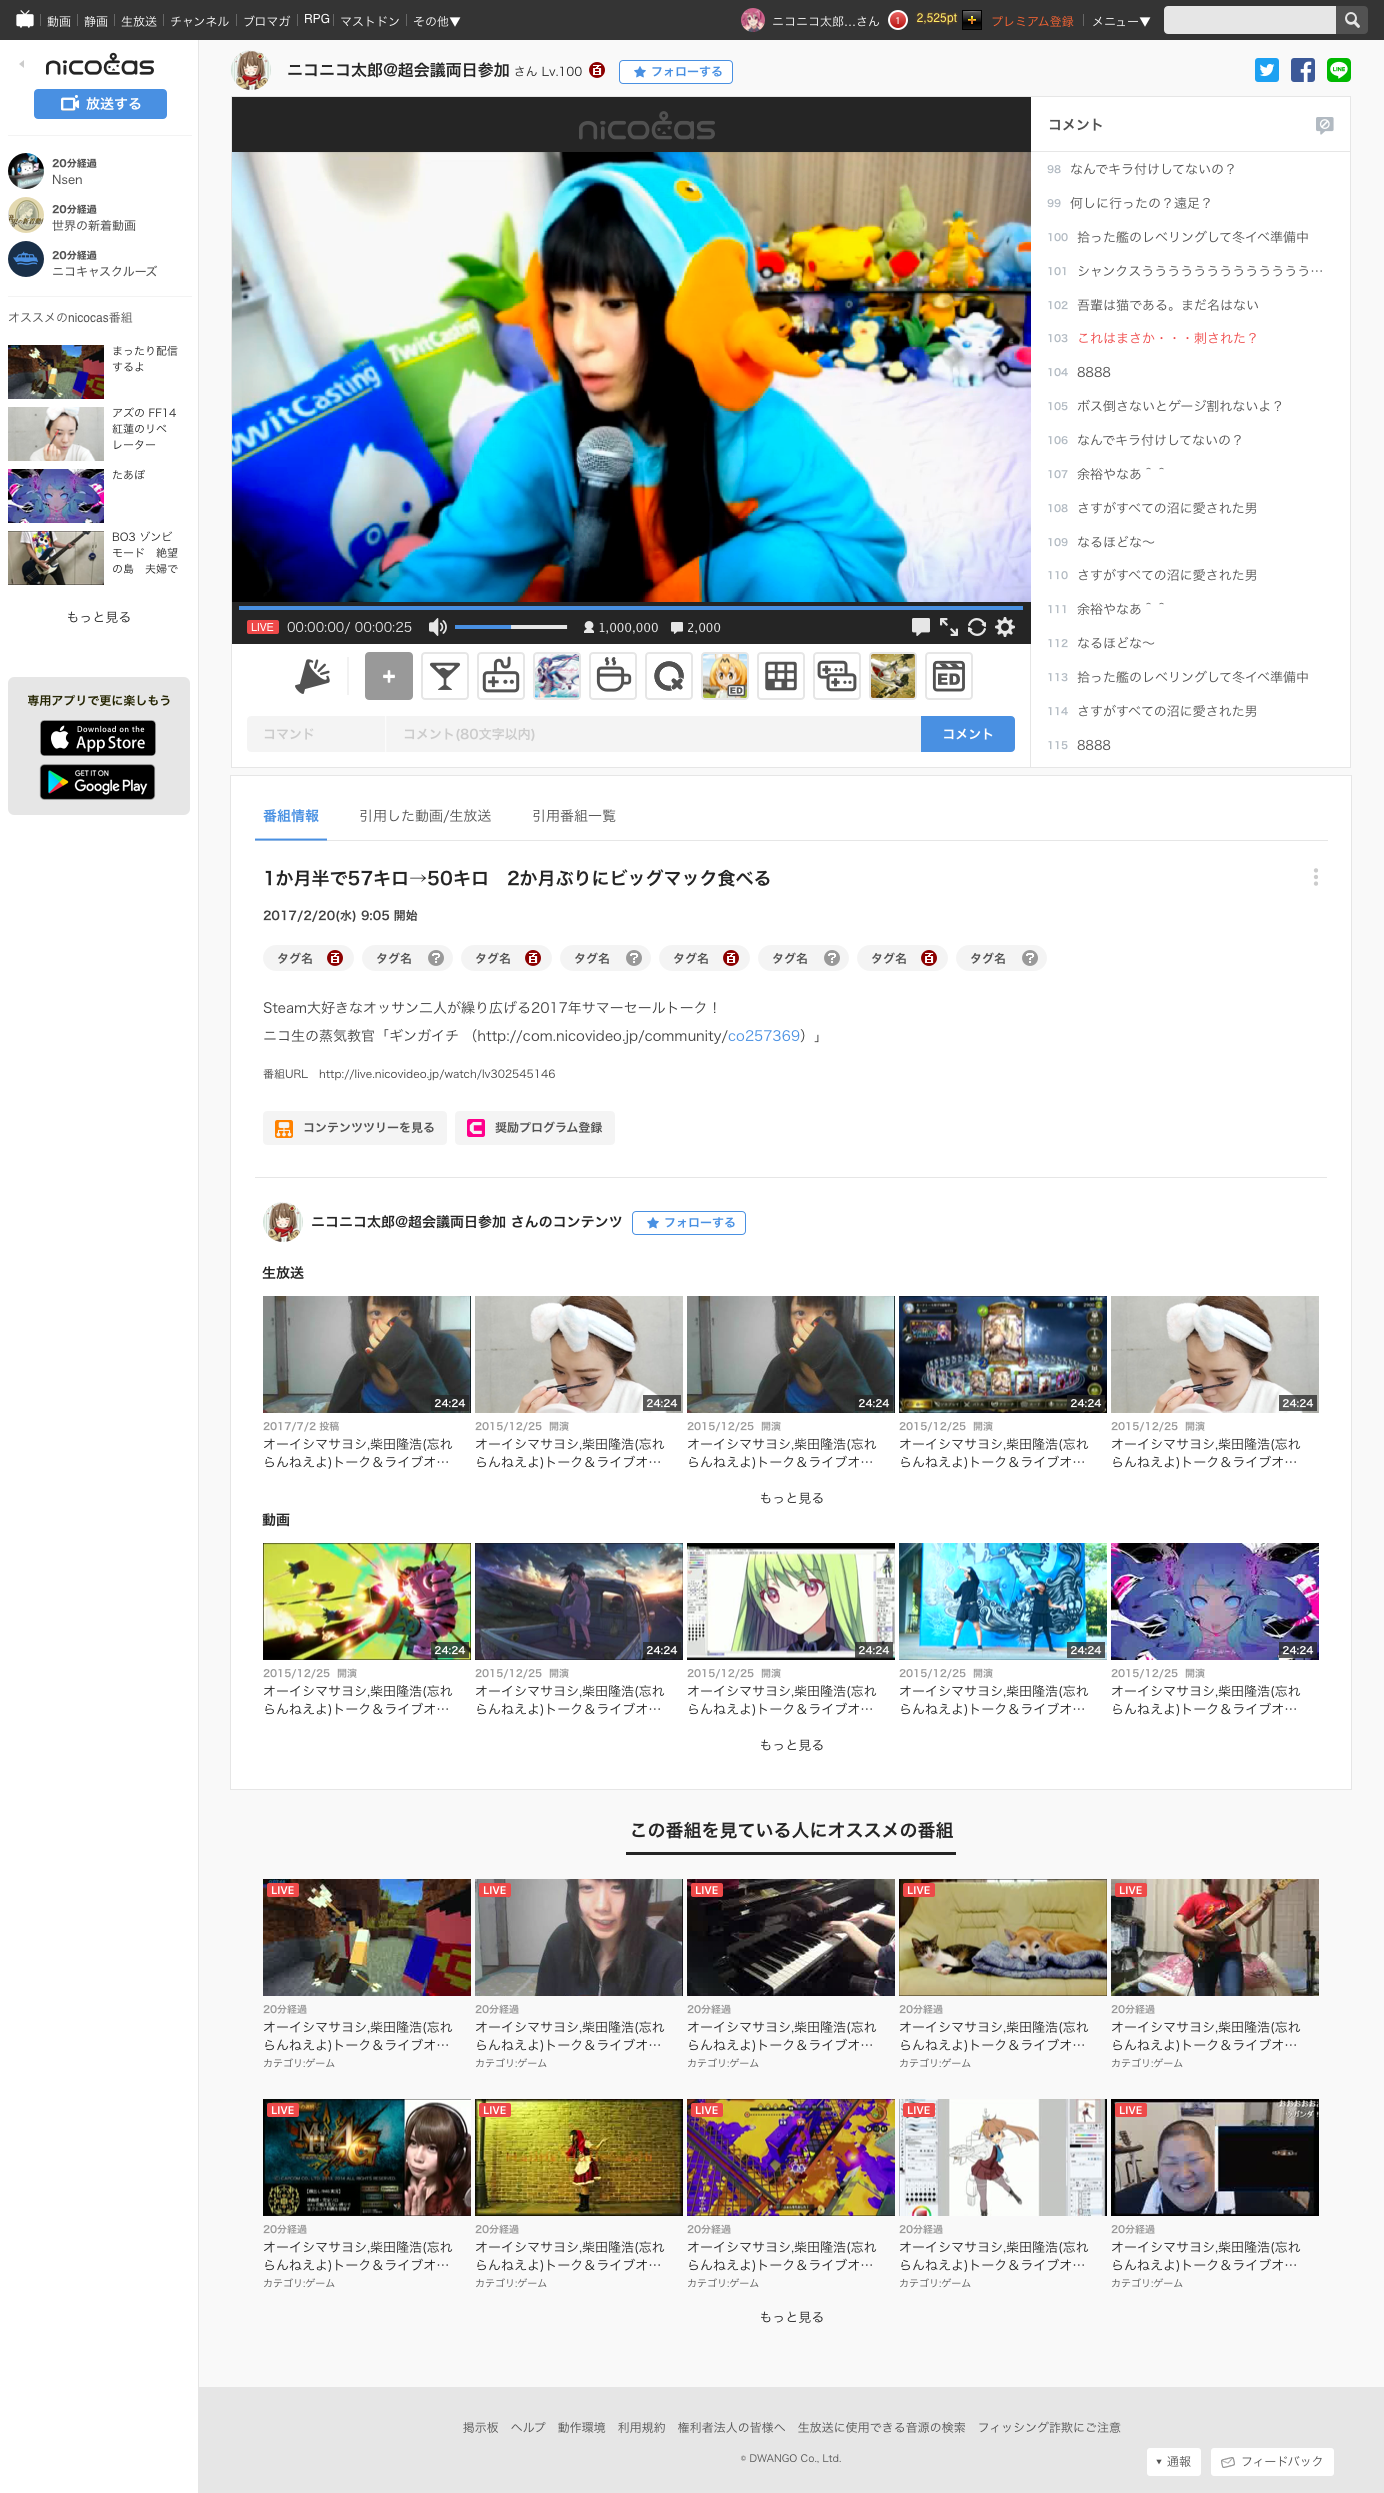 動画 静画 生放送 チャンネル ブロマガ RPG マストドン その他▼
ニコニコ太郎...さん 1 2,525pt + プレミアム登録 メニュー▼
nicocas
放送する
20分経過
Nsen
20分経過
世界の新着動画
20分経過
ニコキャスクルーズ
オススメのnicocas番組
まったり配信
するよ
アズの FF14
紅蓮のリベ
レーター
たあぽ
BO3 ゾンビ
モード　絶望
の島　夫婦で
もっと見る
専用アプリで更に楽しもう
Download on the
App Store
GET IT ON
Google Play
ニコニコ太郎@超会議両日参加 さん Lv.100 百 ★ フォローする
LINE
nicocas
TwitCasting
LIVE
witCasting
LIVE 00:00:00/ 00:00:25 1,000,000 2,000
+
ED
ED
コマンド コメント(80文字以内) コメント
コメント
98 なんでキラ付けしてないの？
99 何しに行ったの？遠足？
100 拾った艦のレベリングして冬イベ準備中
101 シャンクスうううううううううううう…
102 吾輩は猫である。まだ名はない
103 これはまさか・・・刺された？
104 8888
105 ボス倒さないとゲージ割れないよ？
106 なんでキラ付けしてないの？
107 余裕やなあ＾＾
108 さすがすべての沼に愛された男
109 なるほどな〜
110 さすがすべての沼に愛された男
111 余裕やなあ＾＾
112 なるほどな〜
113 拾った艦のレベリングして冬イベ準備中
114 さすがすべての沼に愛された男
115 8888
番組情報 引用した動画/生放送 引用番組一覧
1か月半で57キロ→50キロ　2か月ぶりにビッグマック食べる
2017/2/20(水) 9:05 開始
タグ名 百 タグ名 ? タグ名 百 タグ名 ? タグ名 百 タグ名 ? タグ名 百 タグ名 ?
Steam大好きなオッサン二人が繰り広げる2017年サマーセールトーク！
ニコ生の蒸気教官「ギンガイチ （http://com.nicovideo.jp/community/co257369）」
番組URL　http://live.nicovideo.jp/watch/lv302545146
コンテンツツリーを見る 奨励プログラム登録
ニコニコ太郎@超会議両日参加 さんのコンテンツ ★ フォローする
生放送
24:24 24:24 24:24 24:24 24:24
2017/7/2 投稿 2015/12/25 開演 2015/12/25 開演 2015/12/25 開演 2015/12/25 開演
オーイシマサヨシ,柴田隆浩(忘れ オーイシマサヨシ,柴田隆浩(忘れ オーイシマサヨシ,柴田隆浩(忘れ オーイシマサヨシ,柴田隆浩(忘れ オーイシマサヨシ,柴田隆浩(忘れ
らんねえよ)トーク＆ライブオ… らんねえよ)トーク＆ライブオ… らんねえよ)トーク＆ライブオ… らんねえよ)トーク＆ライブオ… らんねえよ)トーク＆ライブオ…
もっと見る
動画
24:24 24:24 24:24 24:24 24:24
2015/12/25 開演 2015/12/25 開演 2015/12/25 開演 2015/12/25 開演 2015/12/25 開演
オーイシマサヨシ,柴田隆浩(忘れ オーイシマサヨシ,柴田隆浩(忘れ オーイシマサヨシ,柴田隆浩(忘れ オーイシマサヨシ,柴田隆浩(忘れ オーイシマサヨシ,柴田隆浩(忘れ
らんねえよ)トーク＆ライブオ… らんねえよ)トーク＆ライブオ… らんねえよ)トーク＆ライブオ… らんねえよ)トーク＆ライブオ… らんねえよ)トーク＆ライブオ…
もっと見る
この番組を見ている人にオススメの番組
LIVE LIVE LIVE LIVE LIVE
20分経過 20分経過 20分経過 20分経過 20分経過
オーイシマサヨシ,柴田隆浩(忘れ オーイシマサヨシ,柴田隆浩(忘れ オーイシマサヨシ,柴田隆浩(忘れ オーイシマサヨシ,柴田隆浩(忘れ オーイシマサヨシ,柴田隆浩(忘れ
らんねえよ)トーク＆ライブオ… らんねえよ)トーク＆ライブオ… らんねえよ)トーク＆ライブオ… らんねえよ)トーク＆ライブオ… らんねえよ)トーク＆ライブオ…
カテゴリ:ゲーム カテゴリ:ゲーム カテゴリ:ゲーム カテゴリ:ゲーム カテゴリ:ゲーム
LIVE LIVE LIVE LIVE LIVE
MH4G
20分経過 20分経過 20分経過 20分経過 20分経過
オーイシマサヨシ,柴田隆浩(忘れ オーイシマサヨシ,柴田隆浩(忘れ オーイシマサヨシ,柴田隆浩(忘れ オーイシマサヨシ,柴田隆浩(忘れ オーイシマサヨシ,柴田隆浩(忘れ
らんねえよ)トーク＆ライブオ… らんねえよ)トーク＆ライブオ… らんねえよ)トーク＆ライブオ… らんねえよ)トーク＆ライブオ… らんねえよ)トーク＆ライブオ…
カテゴリ:ゲーム カテゴリ:ゲーム カテゴリ:ゲーム カテゴリ:ゲーム カテゴリ:ゲーム
もっと見る
掲示板 ヘルプ 動作環境 利用規約 権利者法人の皆様へ 生放送に使用できる音源の検索 フィッシング詐欺にご注意
© DWANGO Co., Ltd.
▼ 通報 フィードバック